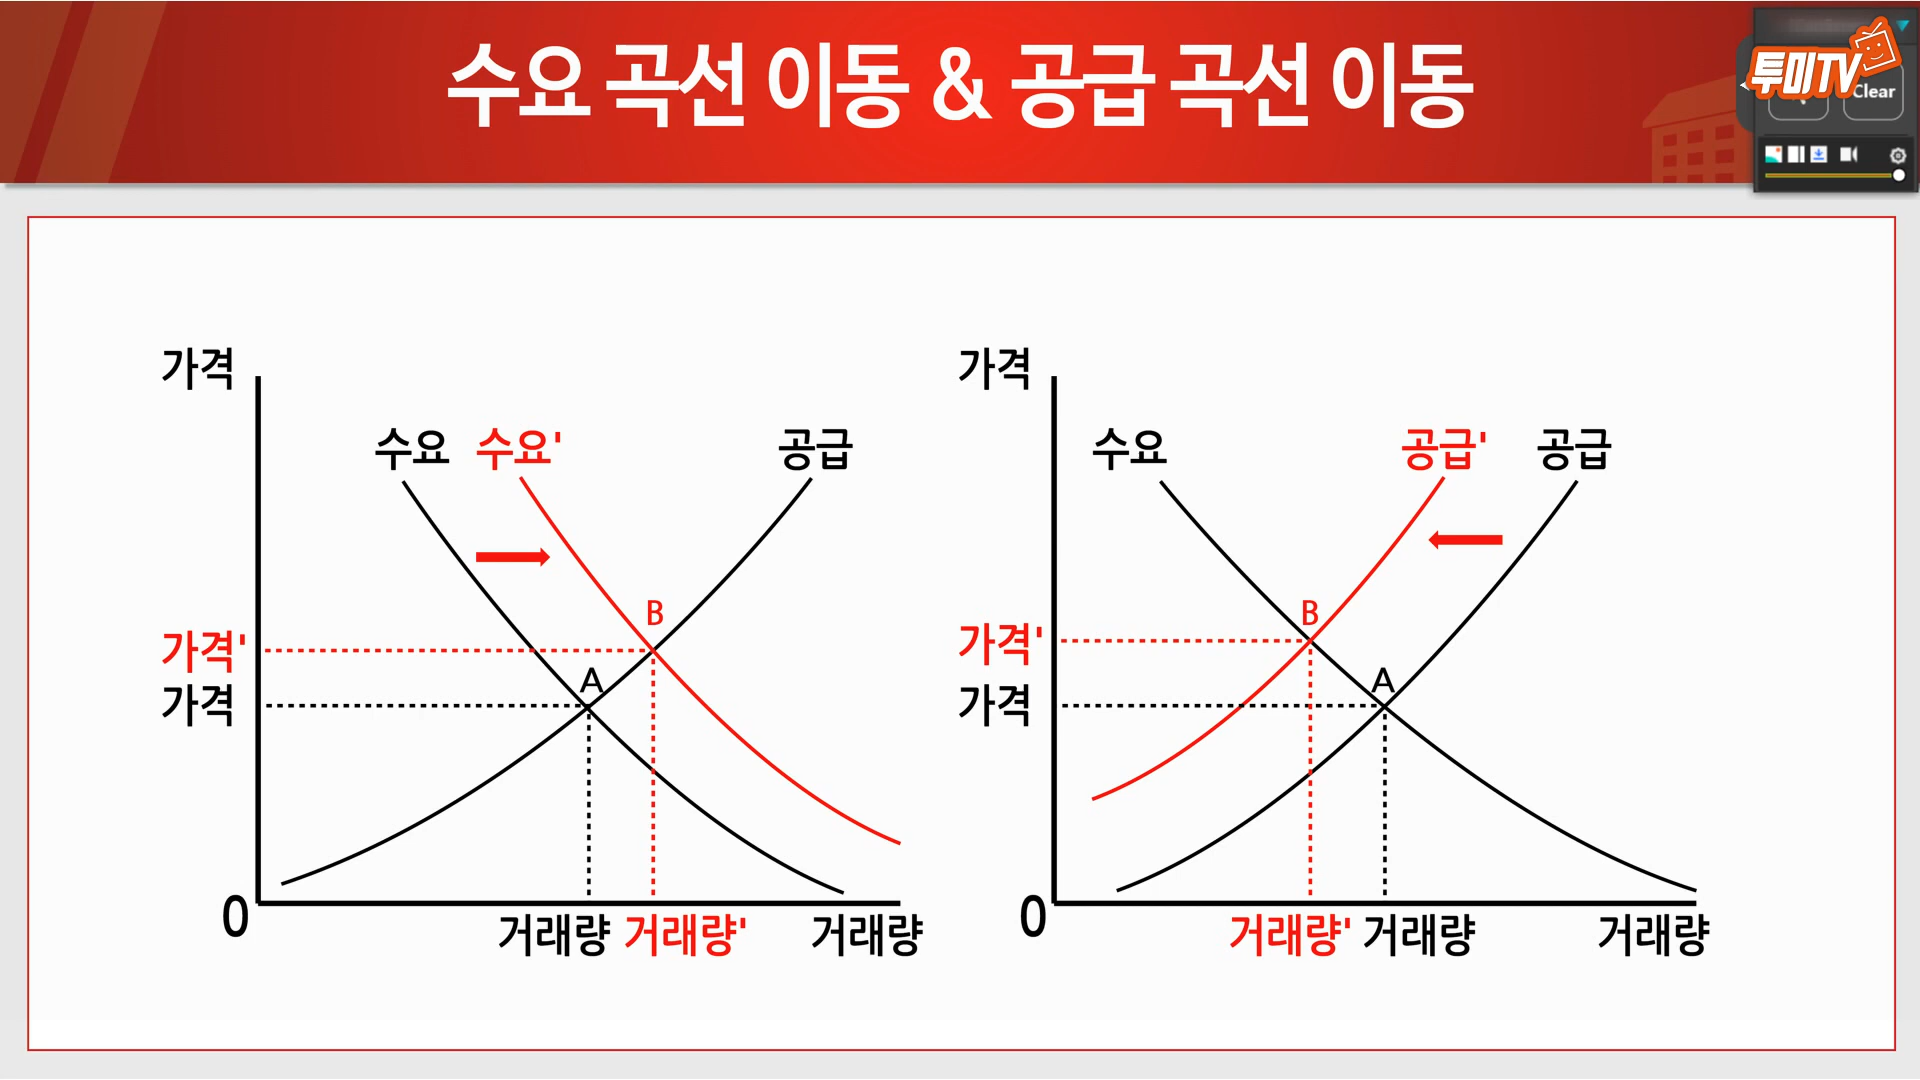 수요 곡선 이동 & 공급 곡선 이동
투미TV
Clear
가격
수요 수요' 공급
B
가격'
A
가격
0
거래량 거래량' 거래량
가격
수요 공급' 공급
B
가격'
A
가격
0
거래량' 거래량 거래량